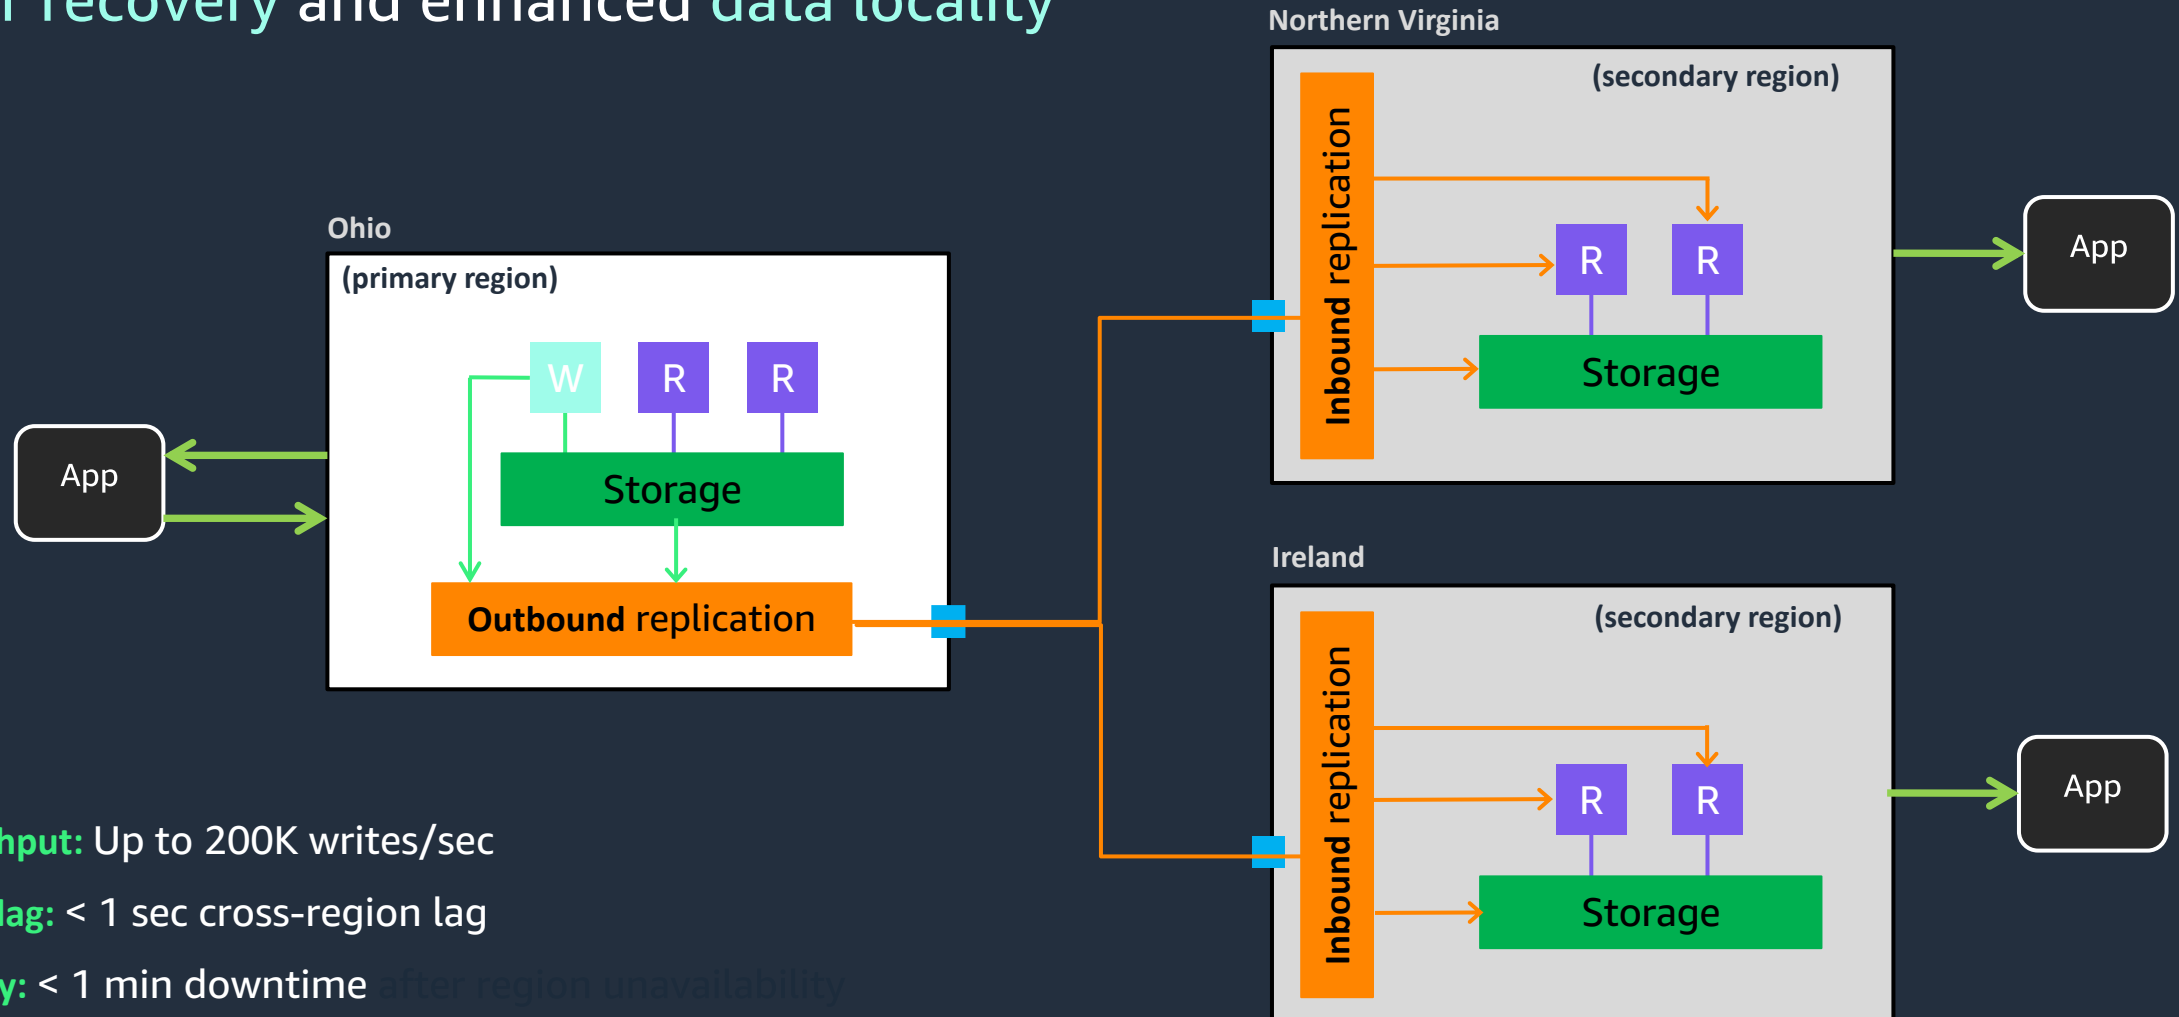 recovery and enhanced data locality
Northern Virginia
(secondary region)
Inbound replication
R
R
Storage
App
Ohio
(primary region)
W
R
R
Storage
Outbound replication
App
Ireland
(secondary region)
Inbound replication
R
R
Storage
App
hput: Up to 200K writes/sec
lag: < 1 sec cross-region lag
y: < 1 min downtime after region unavailability